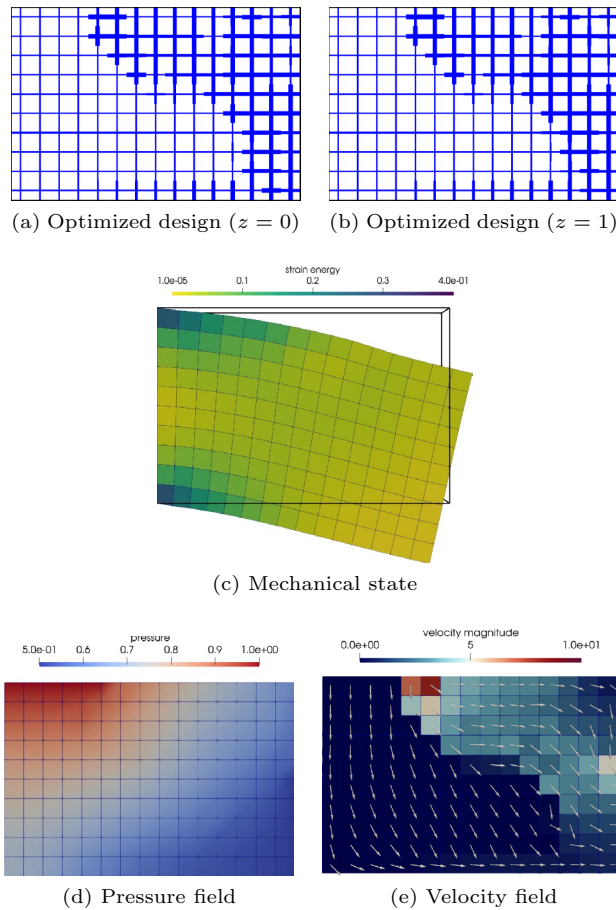 (a) Optimized design (z = 0)
(b) Optimized design (z = 1)
strain energy
1.0e-05 0.1 0.2 0.3 4.0e-01
(c) Mechanical state
pressure
5.0e-01 0.6 0.7 0.8 0.9 1.0e+00
velocity magnitude
0.0e+00 5 1.0e+01
(d) Pressure field
(e) Velocity field